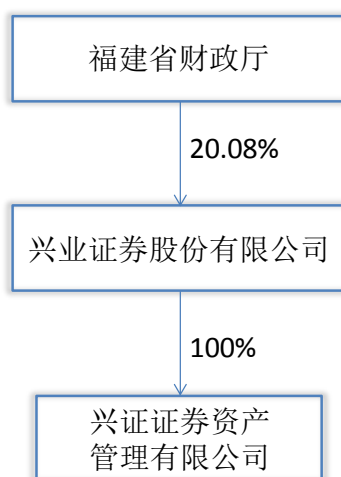 福建省财政厅
20.08%
兴业证券股份有限公司
100%
兴证证券资产
管理有限公司